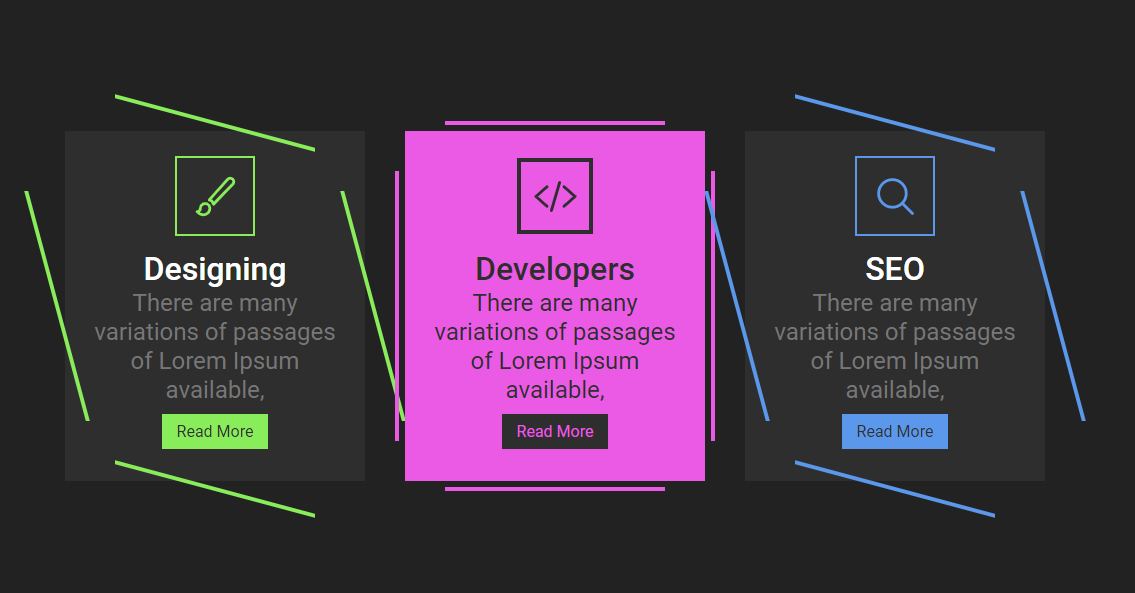 Designing
There are many
variations of passages
of Lorem Ipsum
available,
Read More
</>
Developers
There are many
variations of passages
of Lorem Ipsum
available,
Read More
SEO
There are many
variations of passages
of Lorem Ipsum
available,
Read More